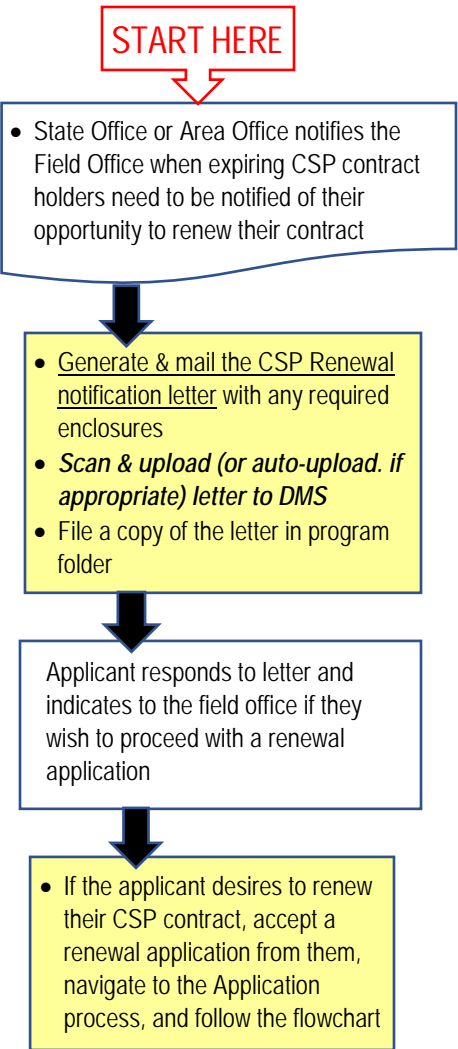 START HERE
• State Office or Area Office notifies the
Field Office when expiring CSP contract
holders need to be notified of their
opportunity to renew their contract
• Generate & mail the CSP Renewal
notification letter with any required
enclosures
• Scan & upload (or auto-upload. if
appropriate) letter to DMS
• File a copy of the letter in program
folder
Applicant responds to letter and
indicates to the field office if they
wish to proceed with a renewal
application
• If the applicant desires to renew
their CSP contract, accept a
renewal application from them,
navigate to the Application
process, and follow the flowchart